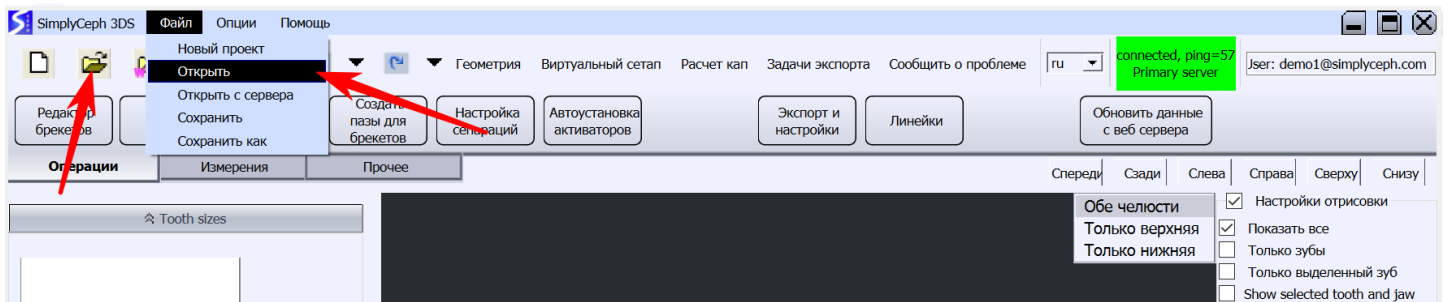 SimplyCeph 3DS Файл Опции Помощь
Новый проект
Открыть
Открыть с сервера
Сохранить
Сохранить как
Геометрия Виртуальный сетап Расчет кап Задачи экспорта Сообщить о проблеме ru
connected, ping=57
Primary server
User: demo1@simplyceph.com
Редактор
брекетов
Создать
пазы для
брекетов
Настройка
сепараций
Автоустановка
активаторов
Экспорт и
настройки
Линейки
Обновить данные
с веб сервера
Операции Измерения Прочее
Спереди Сзади Слева Справа Сверху Снизу
Tooth sizes
Обе челюсти
Только верхняя
Только нижняя
Настройки отрисовки
Показать все
Только зубы
Только выделенный зуб
Show selected tooth and jaw